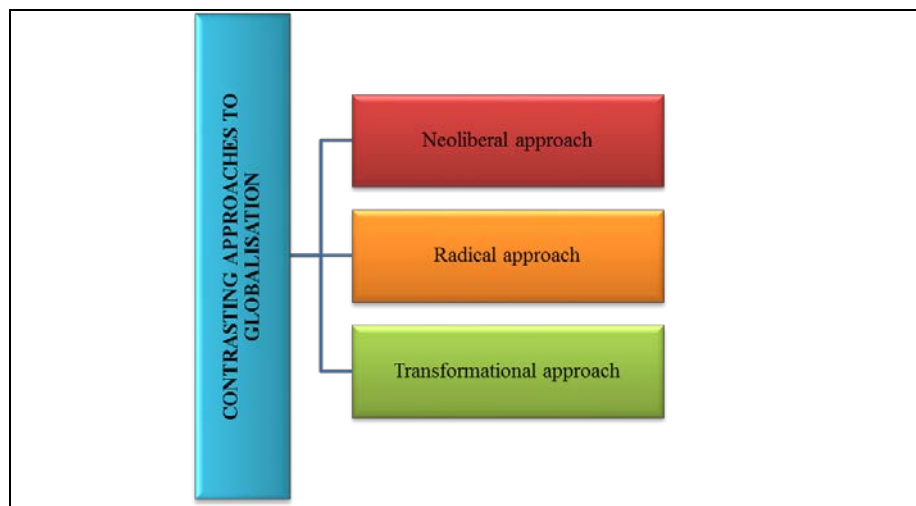 CONTRASTING APPROACHES TO
GLOBALISATION
Neoliberal approach
Radical approach
Transformational approach